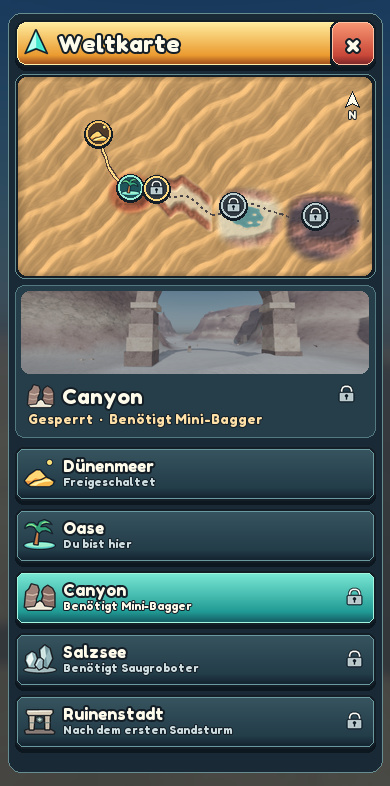 Weltkarte
N
Canyon
Gesperrt · Benötigt Mini-Bagger
Dünenmeer
Freigeschaltet
Oase
Du bist hier
Canyon
Benötigt Mini-Bagger
Salzsee
Benötigt Saugroboter
Ruinenstadt
Nach dem ersten Sandsturm